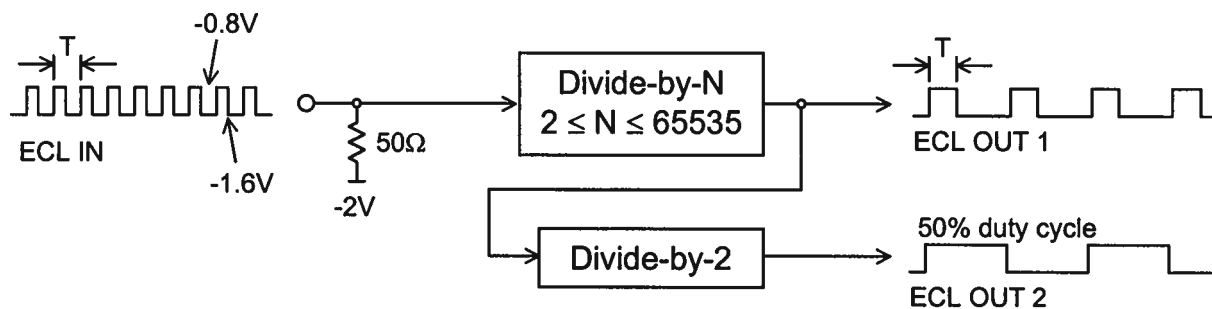 T
-0.8V
ECL IN
-1.6V
50Ω
-2V
Divide-by-N
2 ≤ N ≤ 65535
T
ECL OUT 1
Divide-by-2
50% duty cycle
ECL OUT 2